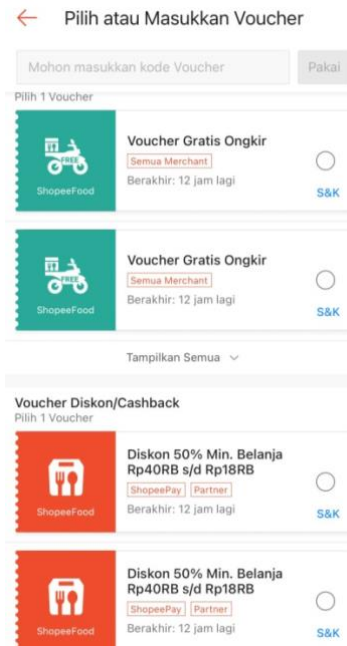 Pilih atau Masukkan Voucher
Mohon masukkan kode Voucher
Pakai
Pilih 1 Voucher
FREE
ShopeeFood
Voucher Gratis Ongkir
Semua Merchant
Berakhir: 12 jam lagi
S&K
FREE
ShopeeFood
Voucher Gratis Ongkir
Semua Merchant
Berakhir: 12 jam lagi
S&K
Tampilkan Semua
Voucher Diskon/Cashback
Pilih 1 Voucher
ShopeeFood
Diskon 50% Min. Belanja
Rp40RB s/d Rp18RB
ShopeePay Partner
Berakhir: 12 jam lagi
S&K
ShopeeFood
Diskon 50% Min. Belanja
Rp40RB s/d Rp18RB
ShopeePay Partner
Berakhir: 12 jam lagi
S&K